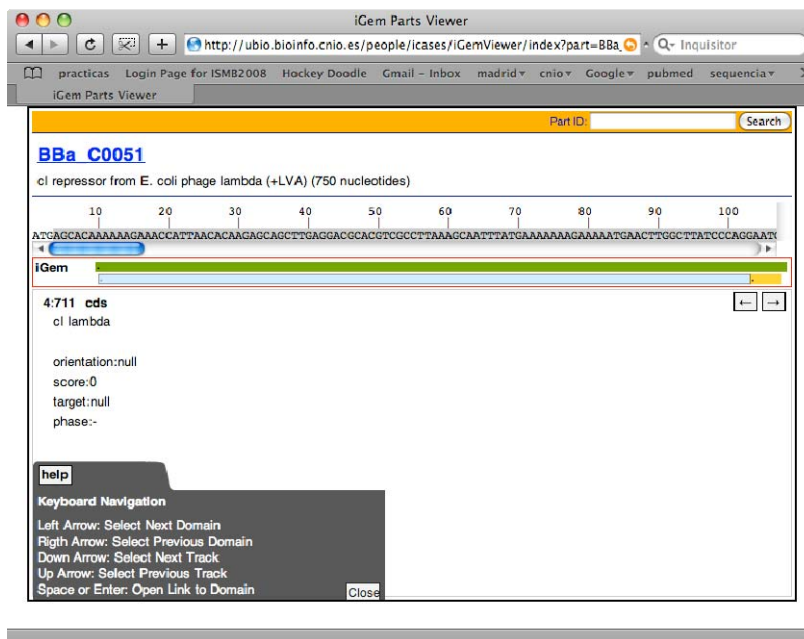 iGem Parts Viewer
http://ubio.bioinfo.cnio.es/people/icases/iGemViewer/index?part=BBa_ Inquisitor
practicas Login Page for ISMB2008 Hockey Doodle Gmail – Inbox madrid cnio Google pubmed sequencia
iGem Parts Viewer
Part ID: Search
BBa_C0051
cI repressor from E. coli phage lambda (+LVA) (750 nucleotides)
10 20 30 40 50 60 70 80 90 100
ATGAGCACAAAAAAGAAACCATTAACACAAGAGCAGCTTGAGGACGCACGTCGCCTTAAAGCAATTTATGAAAAAAAGAAAAATGAACTTGGCTTATCCCAGGAATC
iGem
4:711 cds
cI lambda
orientation:null
score:0
target:null
phase:-
help
Keyboard Navigation
Left Arrow: Select Next Domain
Rigth Arrow: Select Previous Domain
Down Arrow: Select Next Track
Up Arrow: Select Previous Track
Space or Enter: Open Link to Domain
Close